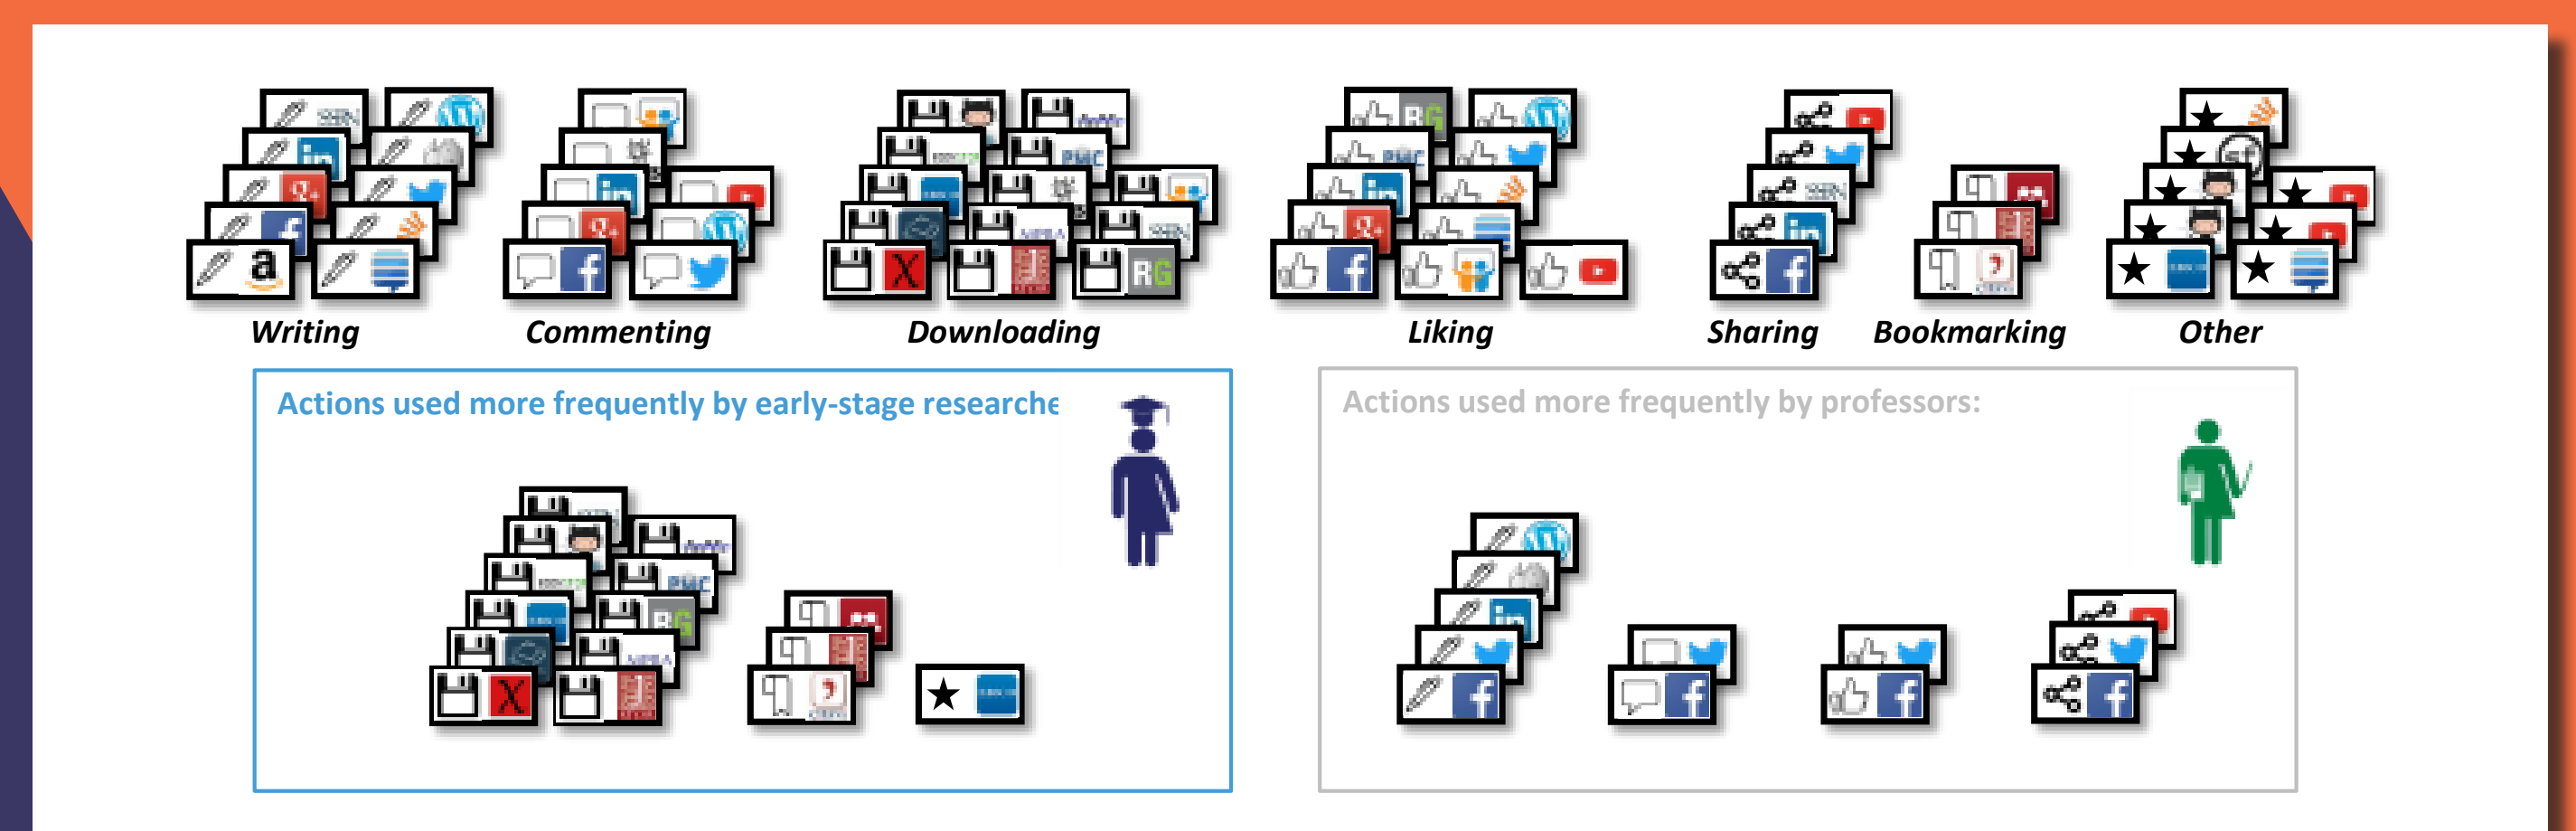 Writing
Commenting
Downloading
Liking
Sharing
Bookmarking
Other
Actions used more frequently by early-stage researche
Actions used more frequently by professors: